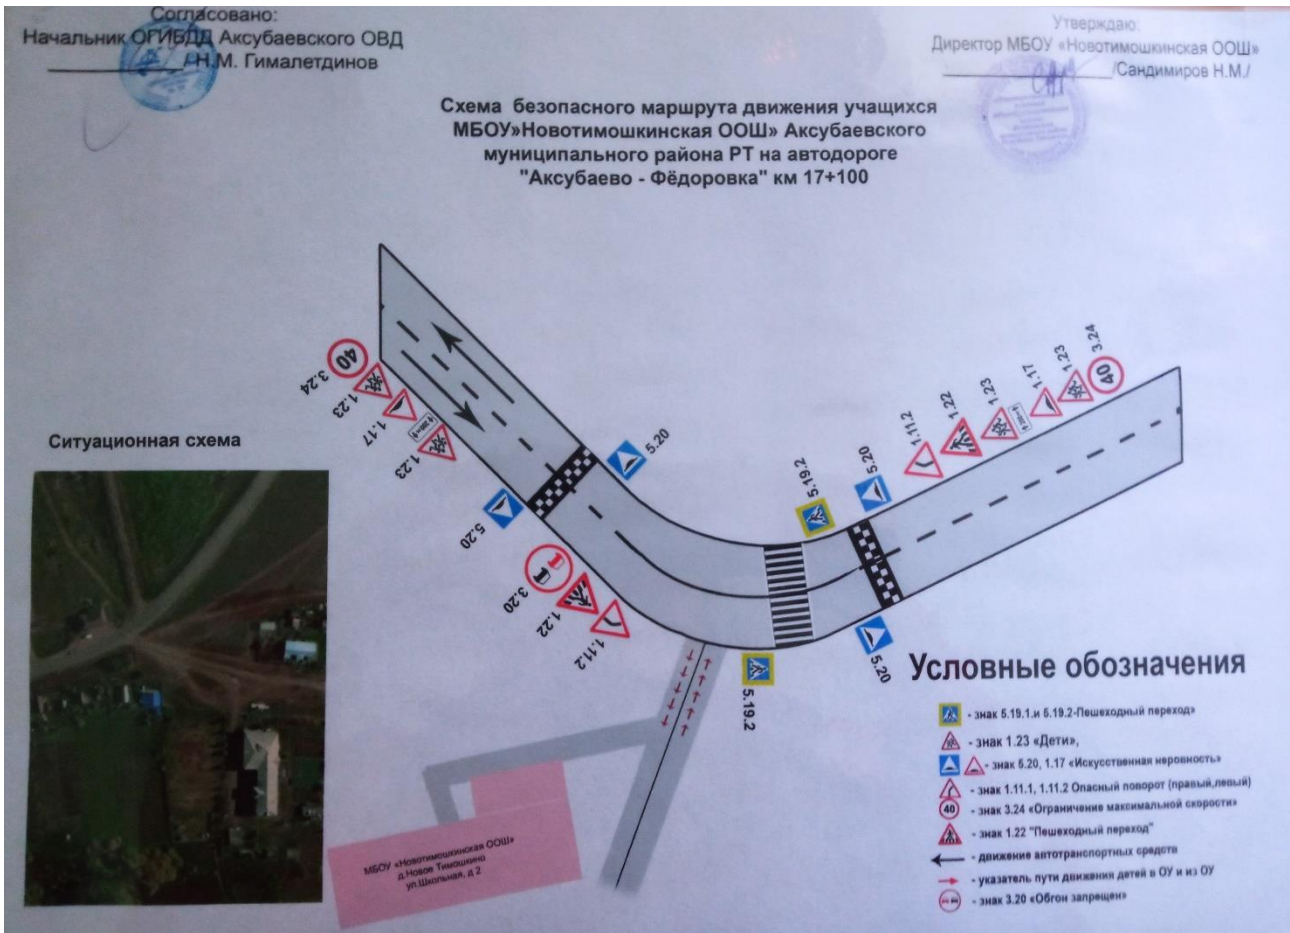 Согласовано:
Начальник ОГИБДД Аксубаевского ОВД
/Н.М. Гималетдинов
Утверждаю:
Директор МБОУ «Новотимошкинская ООШ»
/Сандимиров Н.М./
Схема безопасного маршрута движения учащихся
МБОУ»Новотимошкинская ООШ» Аксубаевского
муниципального района РТ на автодороге
"Аксубаево - Фёдоровка" км 17+100
40
3.24
1.23
1.17
1.23
5.20
5.20
3.20
1.22
1.11.2
5.19.2
5.19.2
5.20
5.20
1.11.2
1.22
1.23
1.17
1.23
3.24
40
Ситуационная схема
МБОУ «Новотимошкинская ООШ»
д.Новое Тимошкино
ул.Школьная, д 2
Условные обозначения
- знак 5.19.1.и 5.19.2-Пешеходный переход»
- знак 1.23 «Дети»,
- знак 5.20, 1.17 «Искусственная неровность»
- знак 1.11.1, 1.11.2 Опасный поворот (правый,левый)
40 - знак 3.24 «Ограничение максимальной скорости»
- знак 1.22 "Пешеходный переход"
- движение автотранспортных средств
- указатель пути движения детей в ОУ и из ОУ
- знак 3.20 «Обгон запрещен»